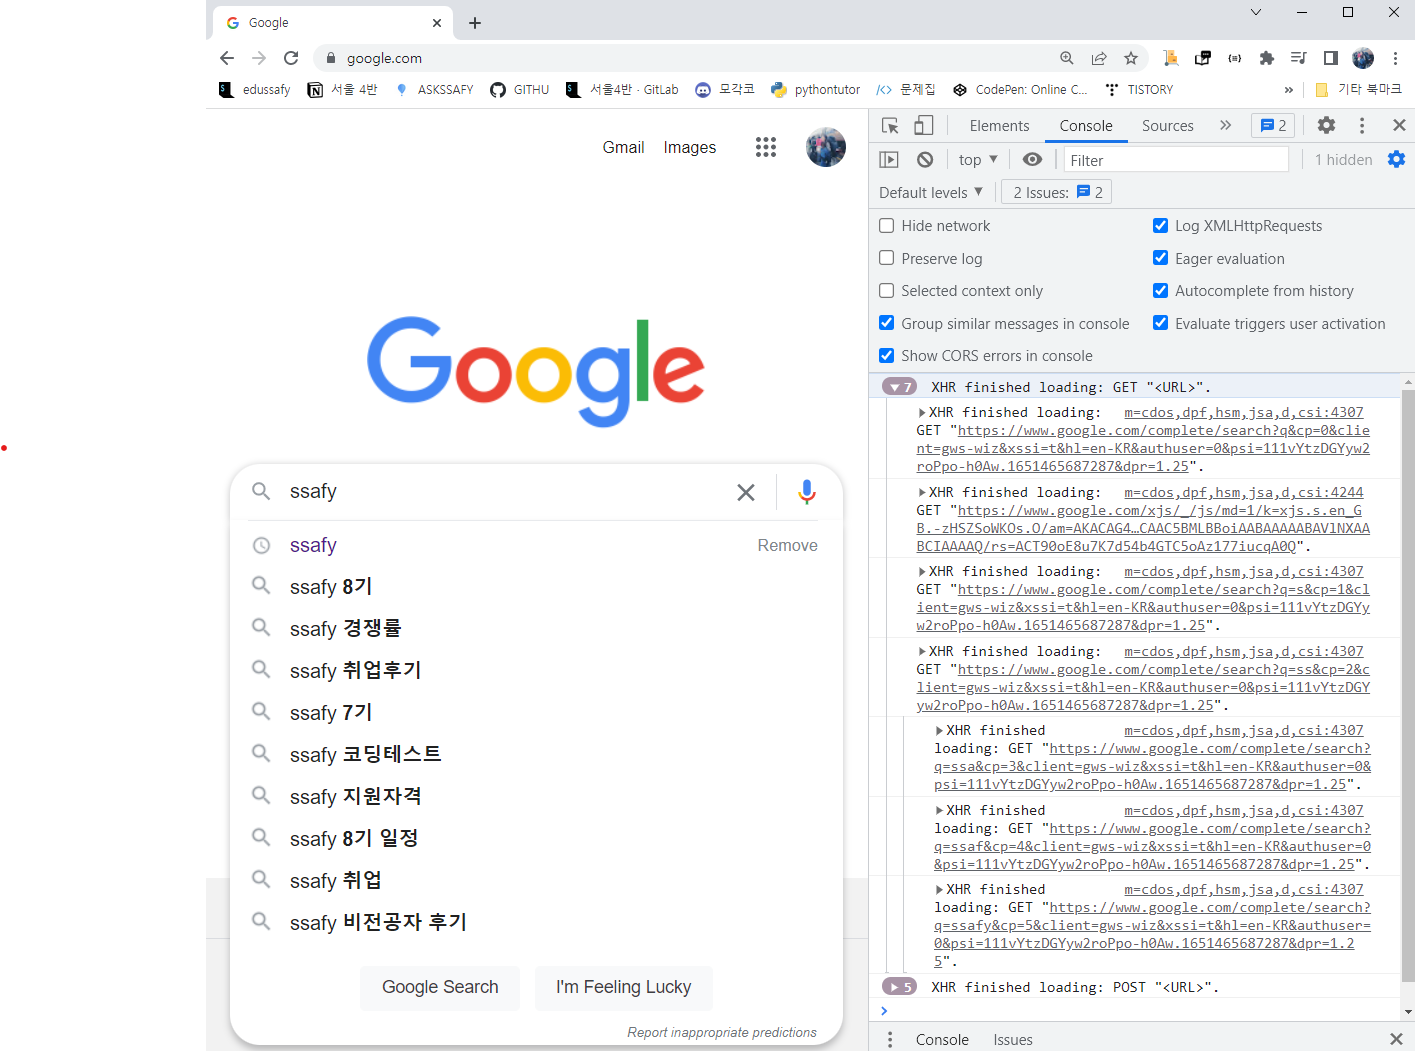 Google
google.com
edussafy
서울 4반
ASKSSAFY
GITHU
서울4반 · GitLab
모각코
pythontutor
문제집
CodePen: Online C...
TISTORY
»
기타 북마크
Gmail
Images
Google
ssafy
ssafy
Remove
ssafy 8기
ssafy 경쟁률
ssafy 취업후기
ssafy 7기
ssafy 코딩테스트
ssafy 지원자격
ssafy 8기 일정
ssafy 취업
ssafy 비전공자 후기
Google Search
I'm Feeling Lucky
Report inappropriate predictions
Elements
Console
Sources
»
2
top
Filter
1 hidden
Default levels
2 Issues:
2
Hide network
Log XMLHttpRequests
Preserve log
Eager evaluation
Selected context only
Autocomplete from history
Group similar messages in console
Evaluate triggers user activation
Show CORS errors in console
7 XHR finished loading: GET "<URL>".
XHR finished loading: m=cdos,dpf,hsm,jsa,d,csi:4307
GET "https://www.google.com/complete/search?q&cp=0&clie
nt=gws-wiz&xssi=t&hl=en-KR&authuser=0&psi=111vYtzDGYyw2
roPpo-h0Aw.1651465687287&dpr=1.25".
XHR finished loading: m=cdos,dpf,hsm,jsa,d,csi:4244
GET "https://www.google.com/xjs/_/js/md=1/k=xjs.s.en_G
B.-zHSZSoWKOs.O/am=AKACAG4…CAAC5BMLBBoiAABAAAAABAVlNXAA
BCIAAAAQ/rs=ACT90oE8u7K7d54b4GTC5oAz177iucqA0Q".
XHR finished loading: m=cdos,dpf,hsm,jsa,d,csi:4307
GET "https://www.google.com/complete/search?q=s&cp=1&cl
ient=gws-wiz&xssi=t&hl=en-KR&authuser=0&psi=111vYtzDGYy
w2roPpo-h0Aw.1651465687287&dpr=1.25".
XHR finished loading: m=cdos,dpf,hsm,jsa,d,csi:4307
GET "https://www.google.com/complete/search?q=ss&cp=2&c
lient=gws-wiz&xssi=t&hl=en-KR&authuser=0&psi=111vYtzDGY
yw2roPpo-h0Aw.1651465687287&dpr=1.25".
XHR finished m=cdos,dpf,hsm,jsa,d,csi:4307
loading: GET "https://www.google.com/complete/search?
q=ssa&cp=3&client=gws-wiz&xssi=t&hl=en-KR&authuser=0&
psi=111vYtzDGYyw2roPpo-h0Aw.1651465687287&dpr=1.25".
XHR finished m=cdos,dpf,hsm,jsa,d,csi:4307
loading: GET "https://www.google.com/complete/search?
q=ssaf&cp=4&client=gws-wiz&xssi=t&hl=en-KR&authuser=0
&psi=111vYtzDGYyw2roPpo-h0Aw.1651465687287&dpr=1.25".
XHR finished m=cdos,dpf,hsm,jsa,d,csi:4307
loading: GET "https://www.google.com/complete/search?
q=ssafy&cp=5&client=gws-wiz&xssi=t&hl=en-KR&authuser=
0&psi=111vYtzDGYyw2roPpo-h0Aw.1651465687287&dpr=1.2
5".
5 XHR finished loading: POST "<URL>".
Console
Issues